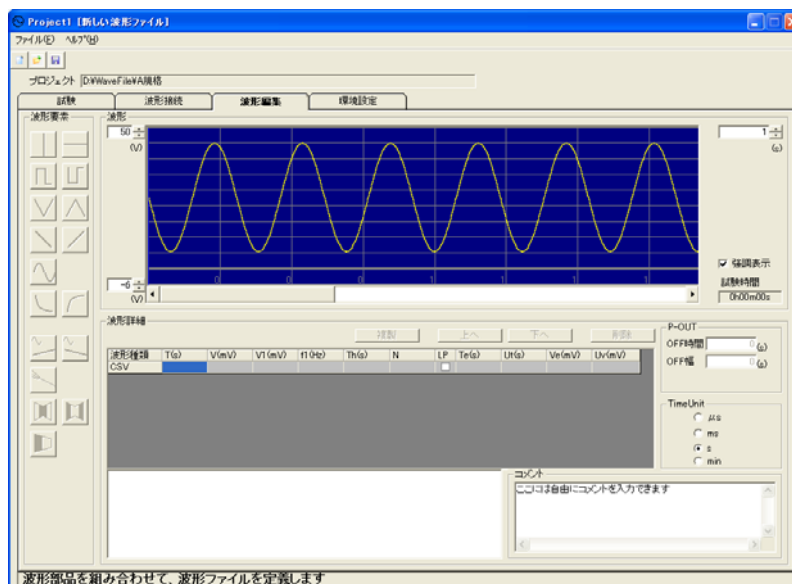 Project1 [新しい波形ファイル]
ファイル(F) ヘルプ(H)
プロジェクト D:¥WaveFile¥A規格
試験 波形接続 波形編集 環境設定
波形要素
波形
50
(V)
1
(s)
0 0 0 1 1 1
-6
(V)
強調表示
試験時間
0h00m00s
波形詳細
複製 上へ 下へ 削除
波形種類 T(s) V(mV) V1(mV) f1(Hz) Th(s) N LP Te(s) Ut(s) Ve(mV) Uv(mV)
CSV
P-OUT
OFF時間 0 (s)
OFF幅 0 (s)
TimeUnit
μs
ms
s
min
コメント
ここには自由にコメントを入力できます
波形部品を組み合わせて、波形ファイルを定義します